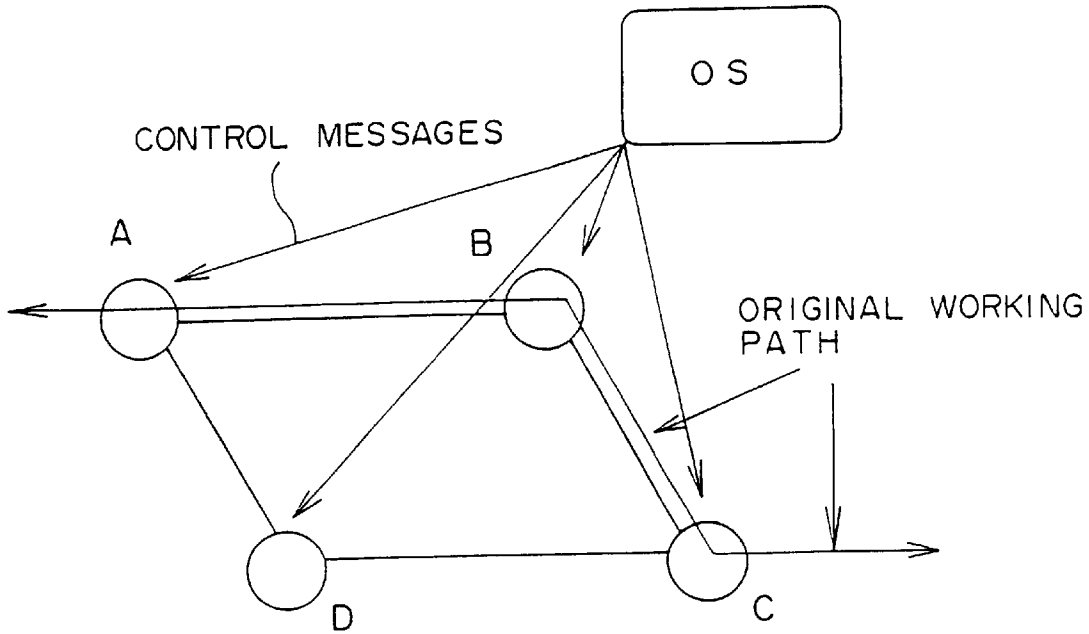 OS
CONTROL MESSAGES
A
B
ORIGINAL WORKING
PATH
D
C